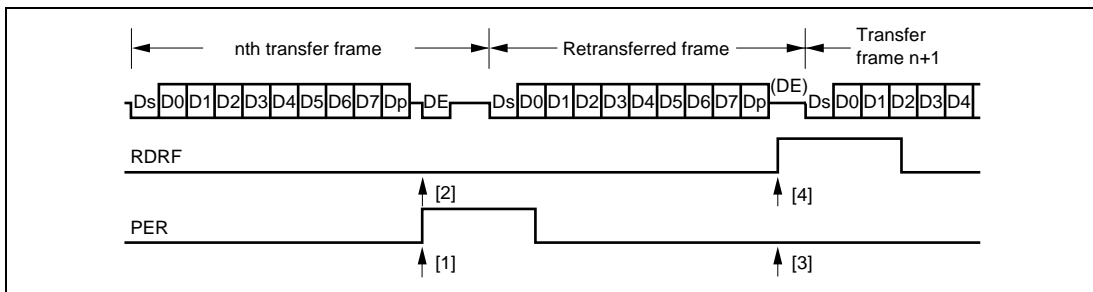 nth transfer frame
Retransferred frame
Transfer
frame n+1
Ds D0 D1 D2 D3 D4 D5 D6 D7 Dp DE Ds D0 D1 D2 D3 D4 D5 D6 D7 Dp (DE) Ds D0 D1 D2 D3 D4
RDRF
[2] [4]
PER
[1] [3]